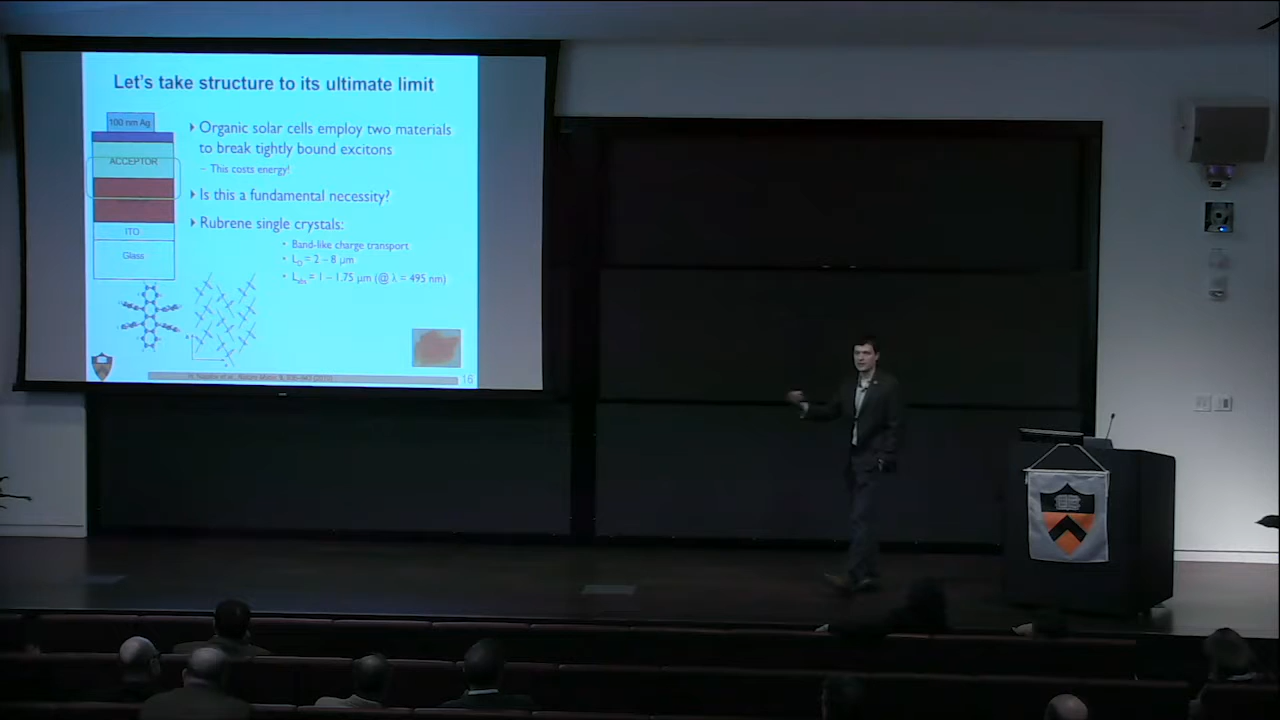 Let's take structure to its ultimate limit
100 nm Ag
ACCEPTOR
ITO
Glass
Organic solar cells employ two materials
to break tightly bound excitons
– This costs energy!
Is this a fundamental necessity?
Rubrene single crystals:
• Band-like charge transport
• L_D = 2 – 8 µm
• L_abs = 1 – 1.75 µm (@ λ = 495 nm)
16